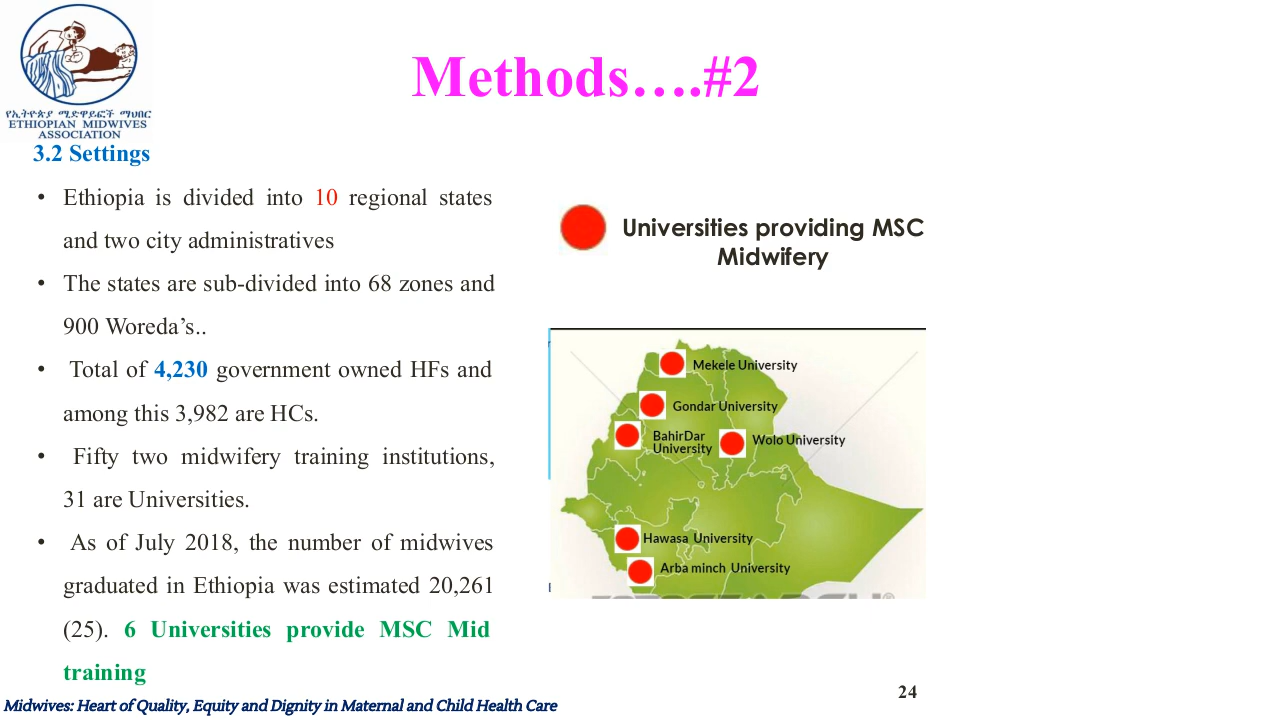 የኢትዮጵያ ሚድዋይፎች ማህበር
ETHIOPIAN MIDWIVES
ASSOCIATION
Methods….#2
3.2 Settings
• Ethiopia is divided into 10 regional states
and two city administratives
• The states are sub-divided into 68 zones and
900 Woreda’s..
• Total of 4,230 government owned HFs and
among this 3,982 are HCs.
• Fifty two midwifery training institutions,
31 are Universities.
• As of July 2018, the number of midwives
graduated in Ethiopia was estimated 20,261
(25). 6 Universities provide MSC Mid
training
Universities providing MSC
Midwifery
Mekele University
Gondar University
BahirDar
University
Wolo University
Hawasa University
Arba minch University
24
Midwives: Heart of Quality, Equity and Dignity in Maternal and Child Health Care